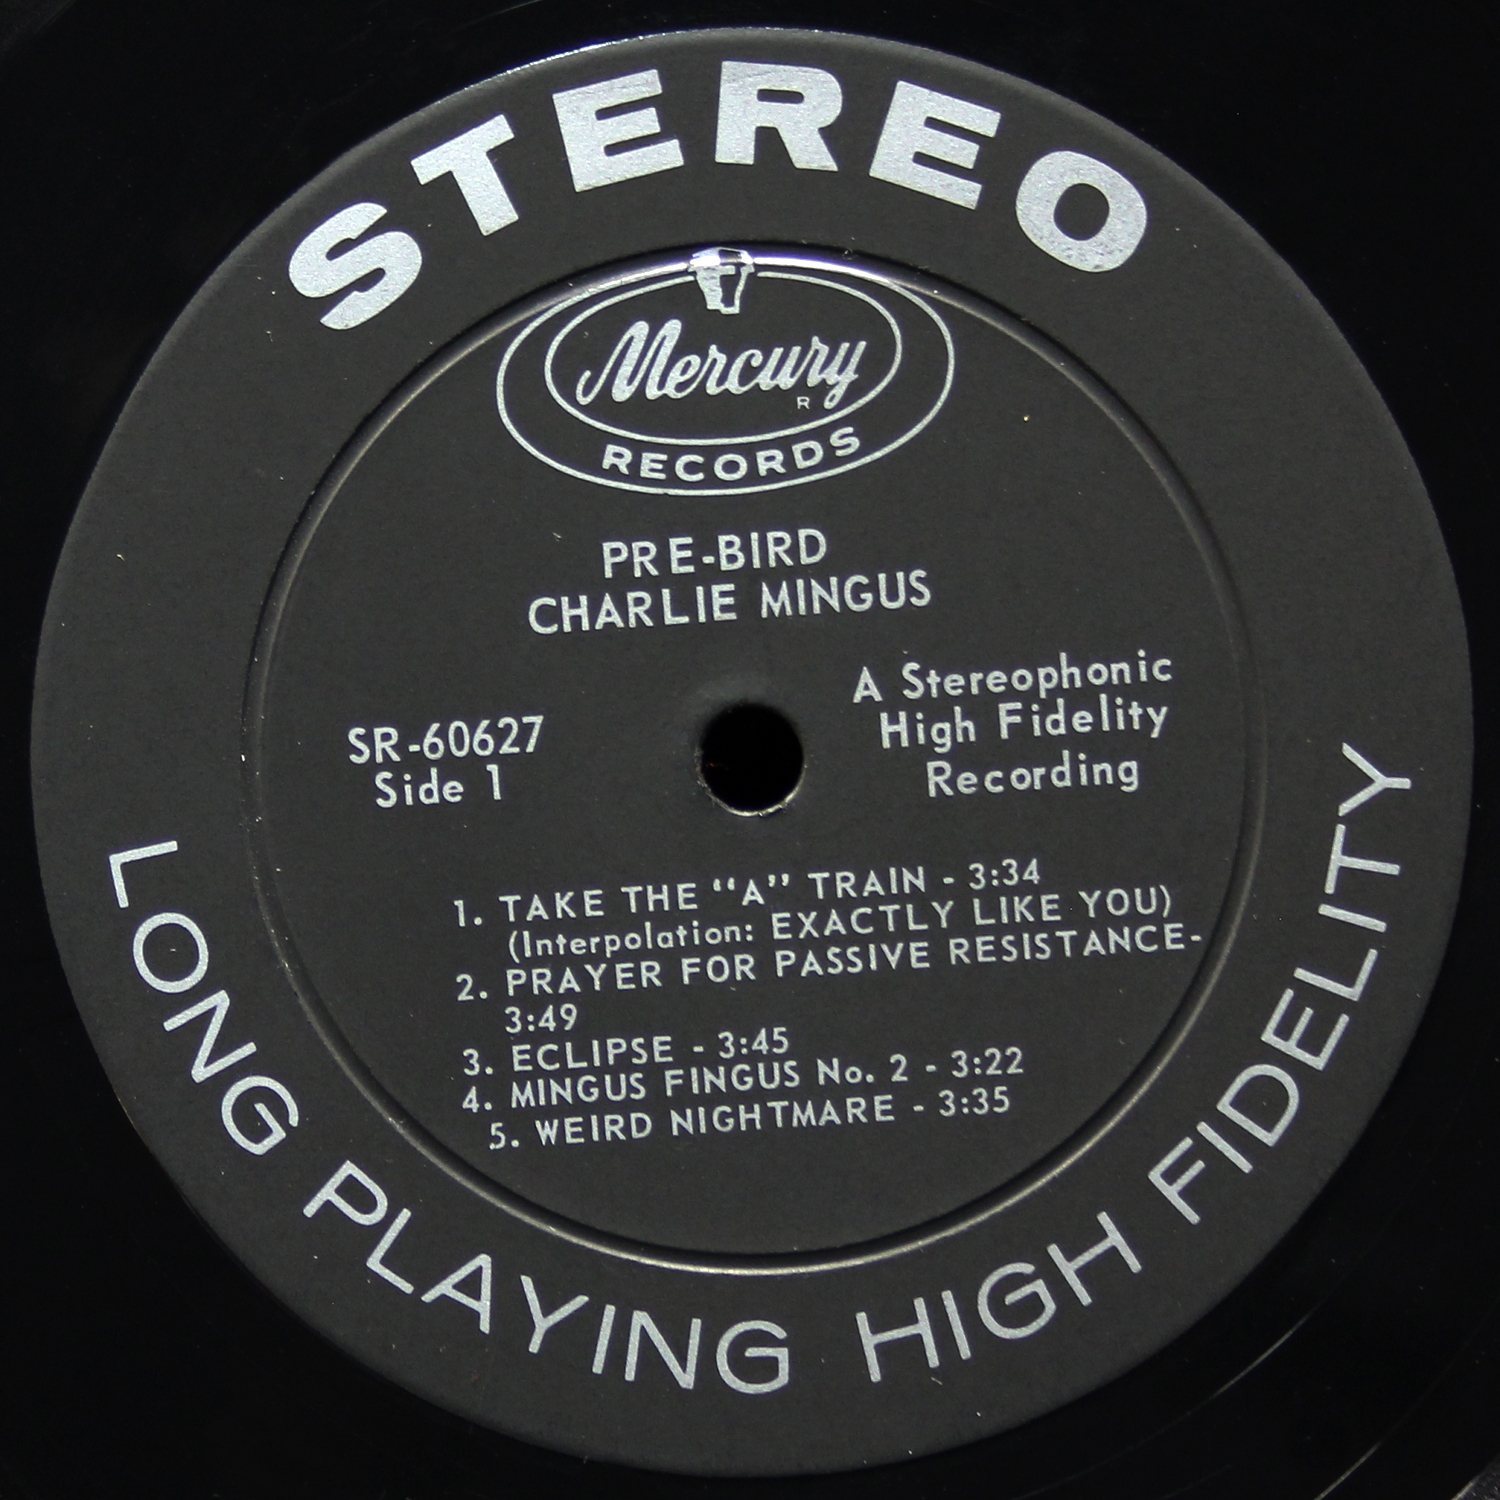 STEREO
Mercury
R
RECORDS
PRE-BIRD
CHARLIE MINGUS
A Stereophonic
High Fidelity
Recording
SR-60627
Side 1
1. TAKE THE “A” TRAIN - 3:34
(Interpolation: EXACTLY LIKE YOU)
2. PRAYER FOR PASSIVE RESISTANCE-
3:49
3. ECLIPSE - 3:45
4. MINGUS FINGUS No. 2 - 3:22
5. WEIRD NIGHTMARE - 3:35
LONG PLAYING HIGH FIDELITY